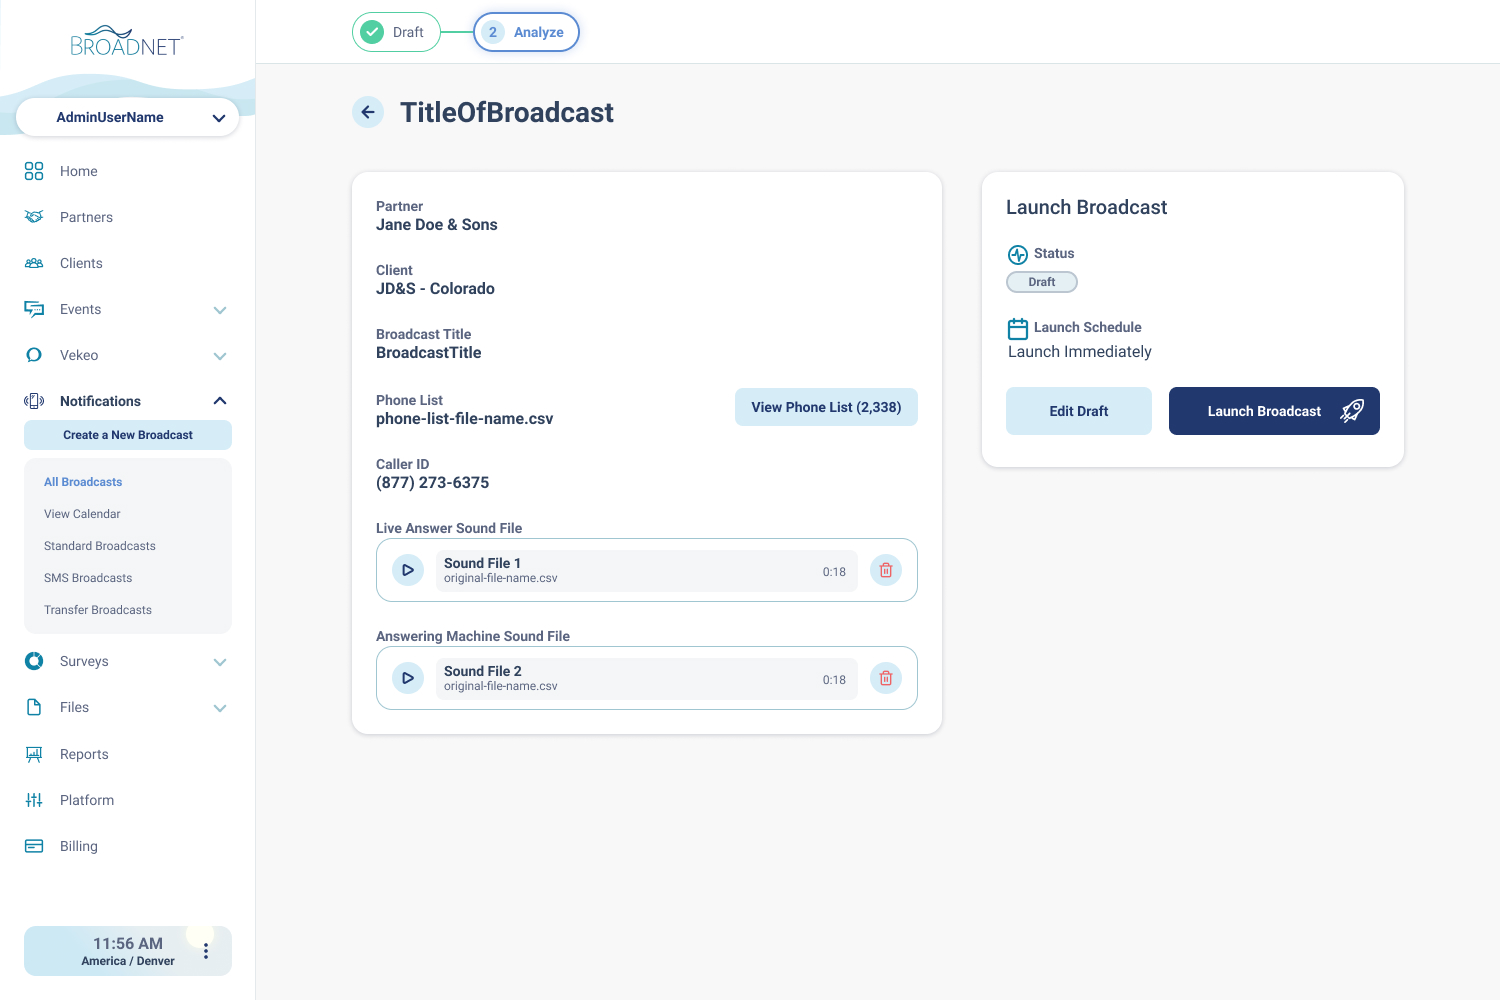 BROADNET
AdminUserName
Home
Partners
Clients
Events
Vekeo
Notifications
Create a New Broadcast
All Broadcasts
View Calendar
Standard Broadcasts
SMS Broadcasts
Transfer Broadcasts
Surveys
Files
Reports
Platform
Billing
11:56 AM
America / Denver
Draft
2 Analyze
TitleOfBroadcast
Partner
Jane Doe & Sons
Client
JD&S - Colorado
Broadcast Title
BroadcastTitle
Phone List
phone-list-file-name.csv
View Phone List (2,338)
Caller ID
(877) 273-6375
Live Answer Sound File
Sound File 1
original-file-name.csv
0:18
Answering Machine Sound File
Sound File 2
original-file-name.csv
0:18
Launch Broadcast
Status
Draft
Launch Schedule
Launch Immediately
Edit Draft
Launch Broadcast